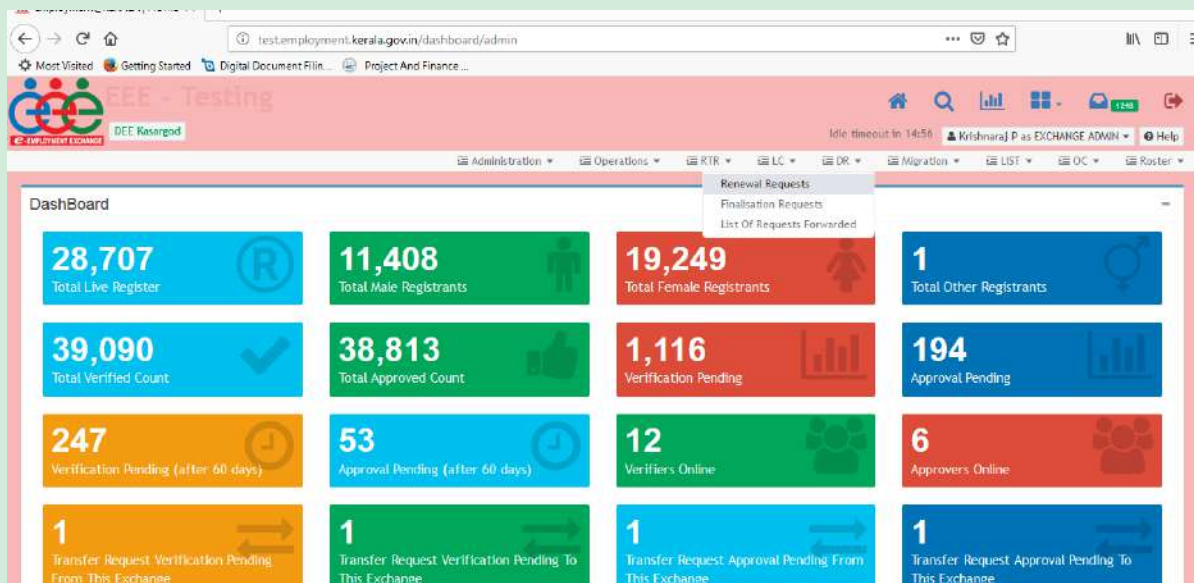 test.employment.kerala.gov.in/dashboard/admin
Most Visited Getting Started Digital Document Filin... Project And Finance ...
EEE - Testing
eee
e-EMPLOYMENT EXCHANGE
DEE Kasargod
1248
Idle timeout in 14:56 Krishnaraj P as EXCHANGE ADMIN Help
Administration Operations RTR LC DR Migration LIST OC Roster
Renewal Requests
Finalisation Requests
List Of Requests Forwarded
DashBoard
28,707
Total Live Register
R
11,408
Total Male Registrants
19,249
Total Female Registrants
1
Total Other Registrants
39,090
Total Verified Count
38,813
Total Approved Count
1,116
Verification Pending
194
Approval Pending
247
Verification Pending (after 60 days)
53
Approval Pending (after 60 days)
12
Verifiers Online
6
Approvers Online
1
Transfer Request Verification Pending
From This Exchange
1
Transfer Request Verification Pending To
This Exchange
1
Transfer Request Approval Pending From
This Exchange
1
Transfer Request Approval Pending To
This Exchange